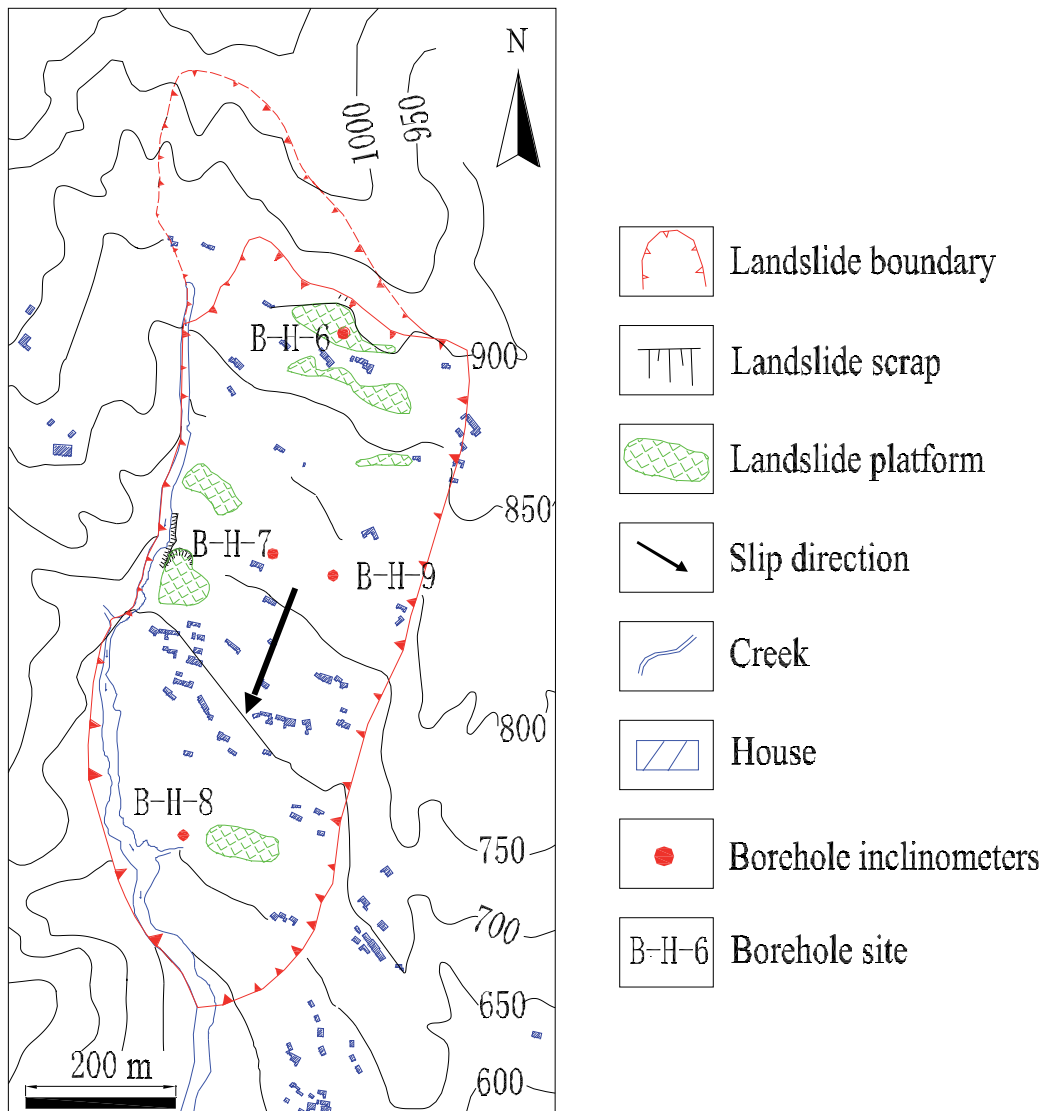 N
1000
950
B-H-6
900
850
B-H-7
B-H-9
800
B-H-8
750
700
650
200 m
600
Landslide boundary
Landslide scrap
Landslide platform
Slip direction
Creek
House
Borehole inclinometers
B-H-6 Borehole site